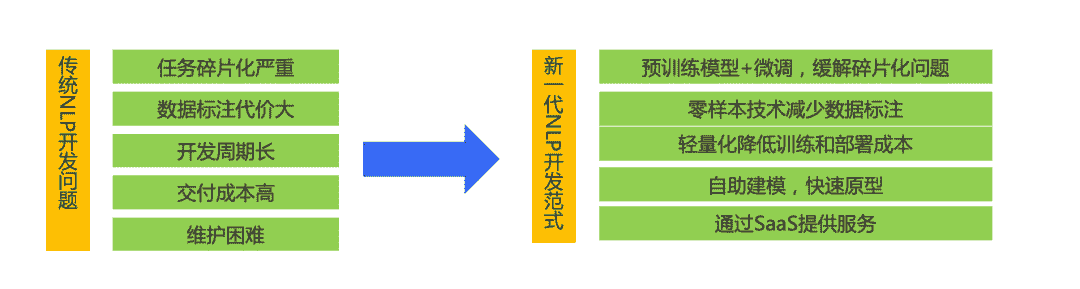 传统NLP开发问题
任务碎片化严重
数据标注代价大
开发周期长
交付成本高
维护困难
新一代NLP开发范式
预训练模型+微调，缓解碎片化问题
零样本技术减少数据标注
轻量化降低训练和部署成本
自助建模，快速原型
通过SaaS提供服务